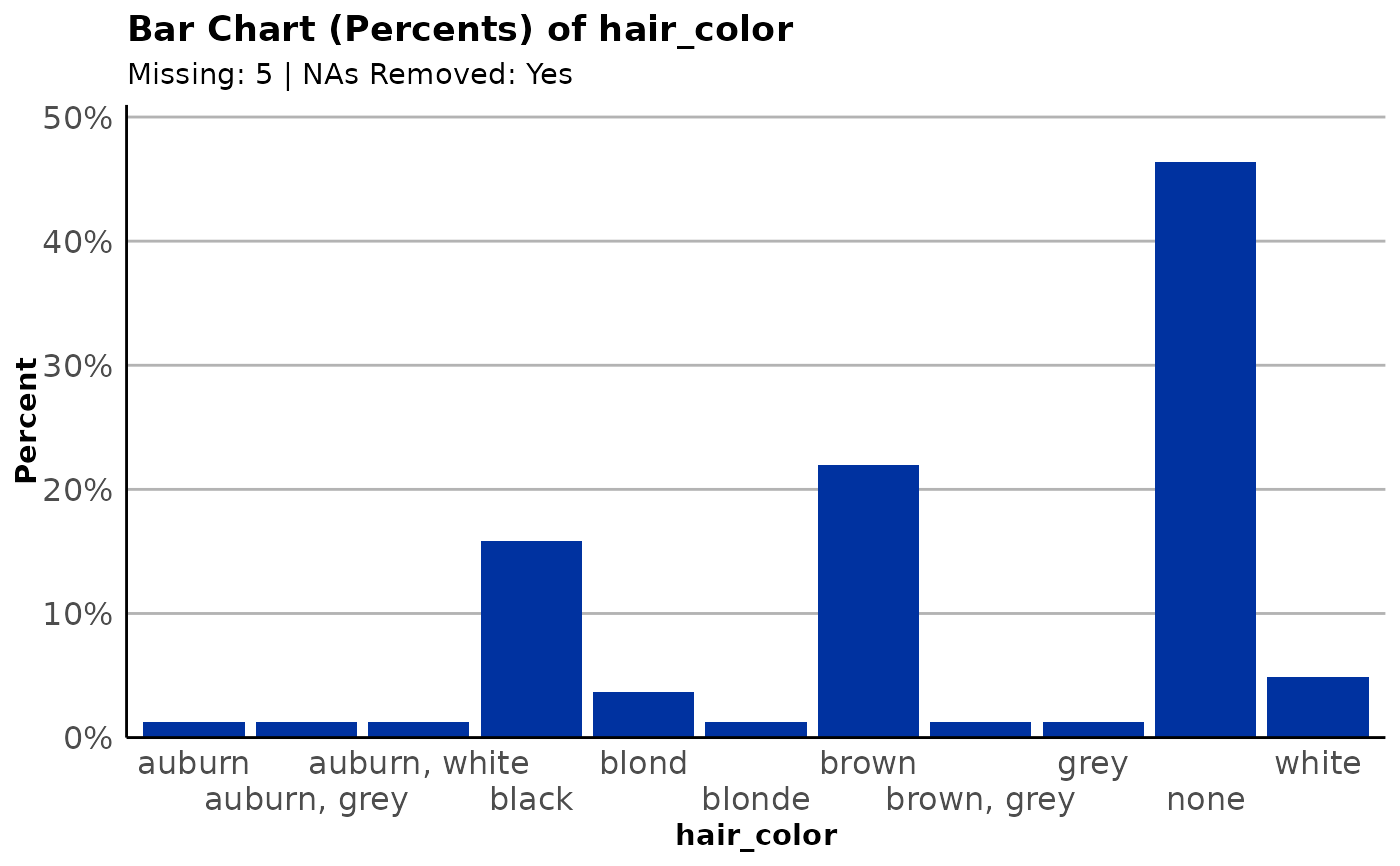 Bar Chart (Percents) of hair_color
Missing: 5 | NAs Removed: Yes
50%
40%
30%
20%
10%
0%
Percent
auburn auburn, white blond brown grey white
auburn, grey black blonde brown, grey none
hair_color